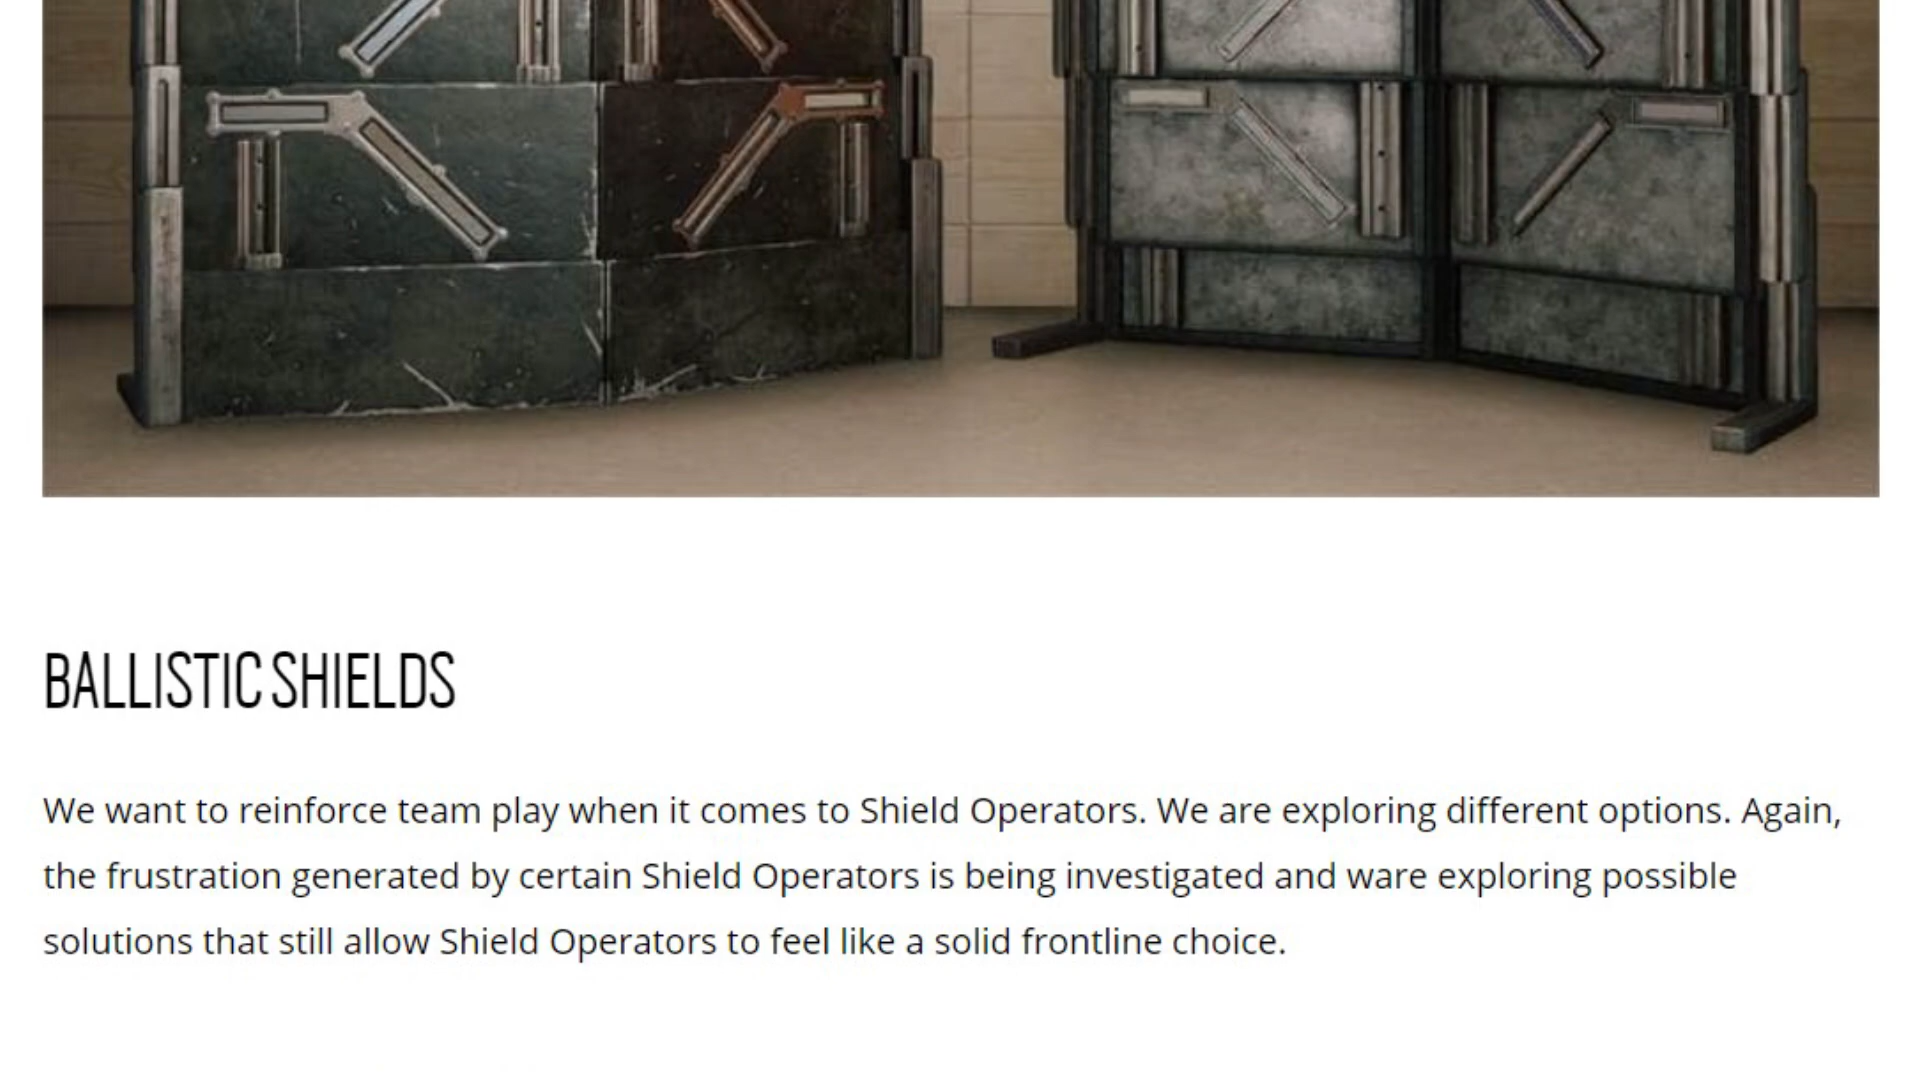 BALLISTIC SHIELDS
We want to reinforce team play when it comes to Shield Operators. We are exploring different options. Again,
the frustration generated by certain Shield Operators is being investigated and ware exploring possible
solutions that still allow Shield Operators to feel like a solid frontline choice.